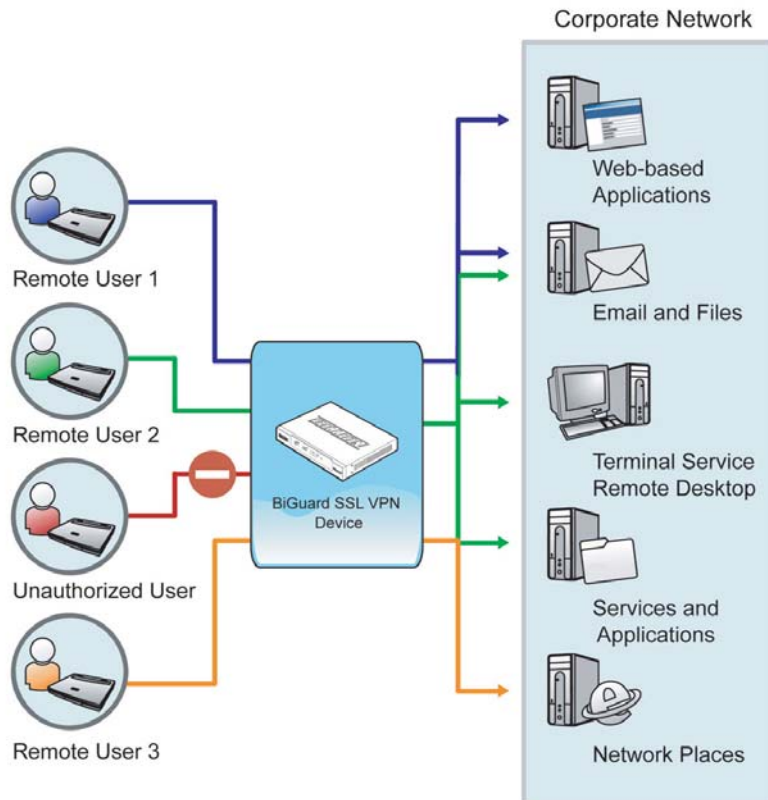 Corporate Network
Web-based
Applications
Remote User 1
Email and Files
Remote User 2
Terminal Service
Remote Desktop
BiGuard SSL VPN
Device
Unauthorized User
Services and
Applications
Remote User 3
Network Places